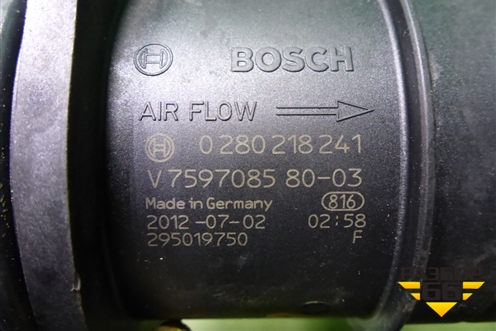 BOSCH
AIR FLOW
0 280 218 241
V 7597085 80-03
Made in Germany 816
2012-07-02 02:58
295019750 F